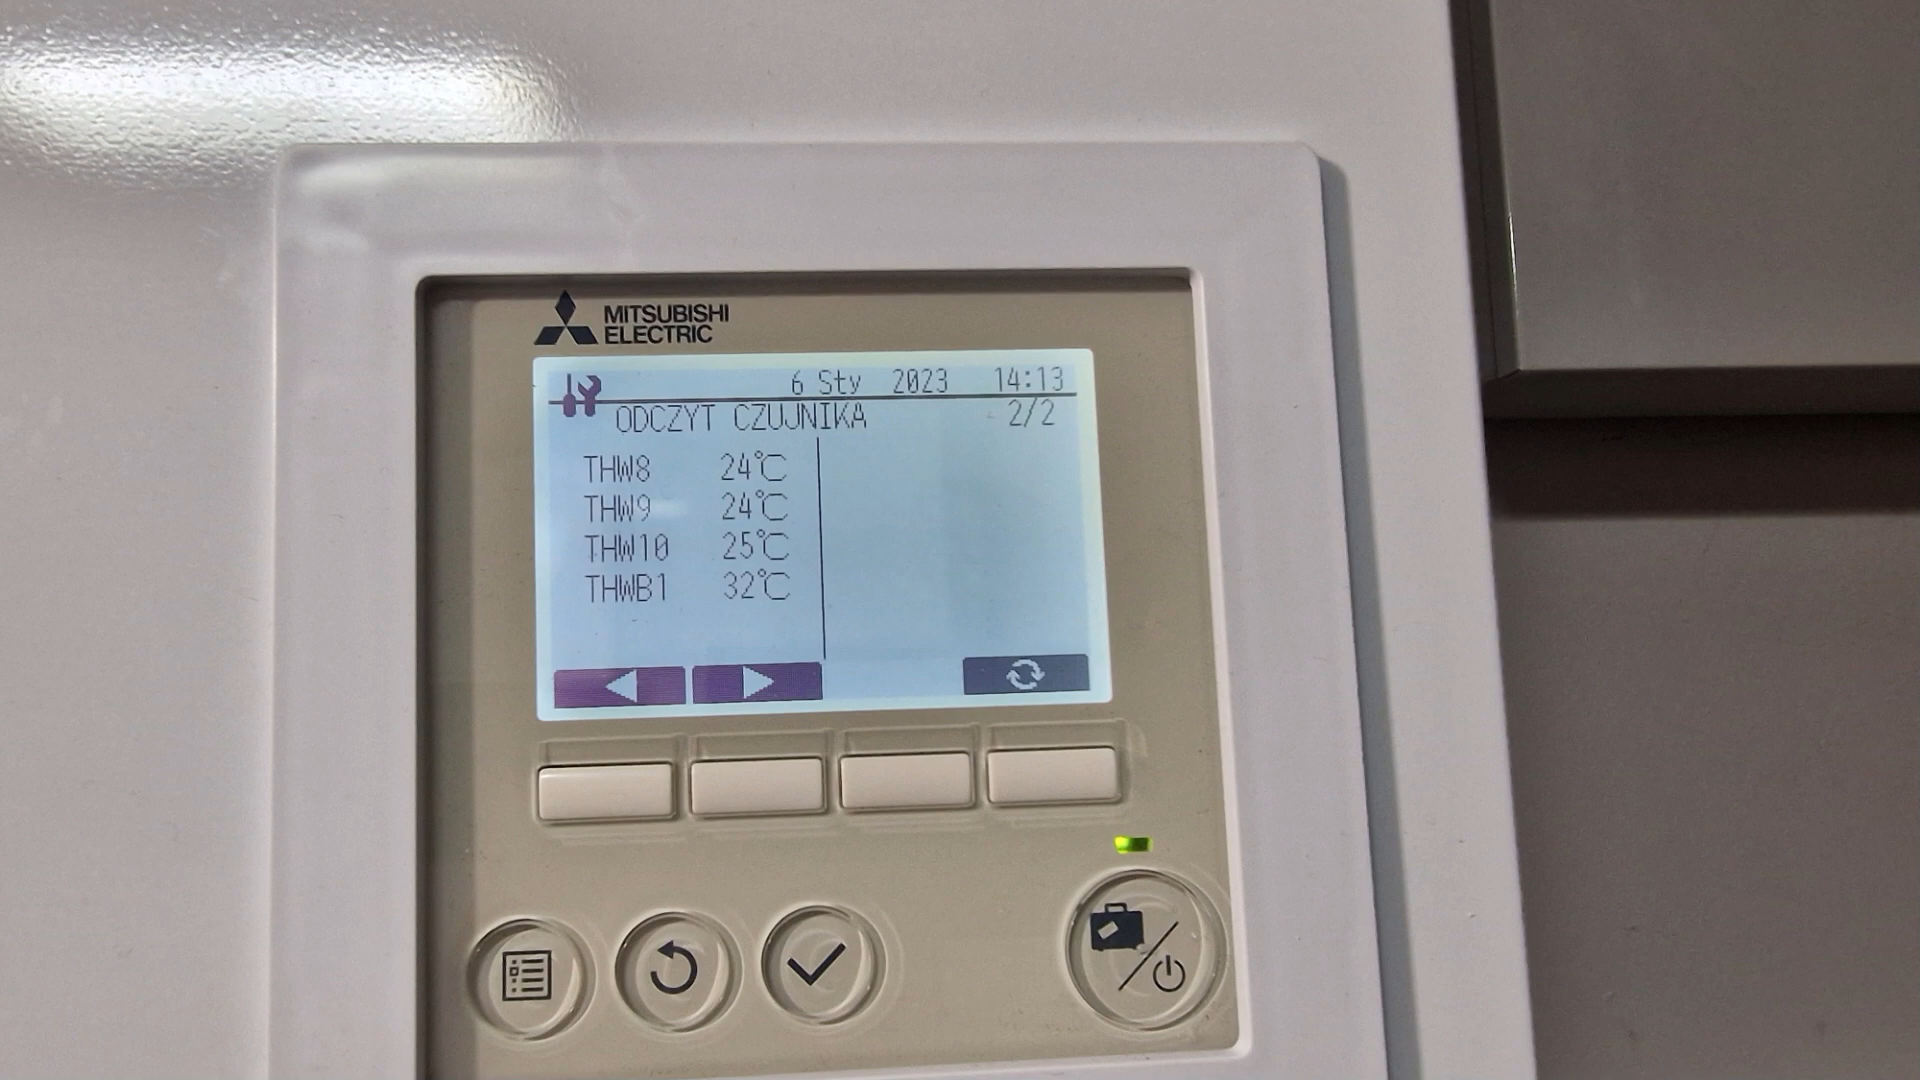 MITSUBISHI
ELECTRIC
6 Sty 2023 14:13
ODCZYT CZUJNIKA 2/2
THW8 24℃
THW9 24℃
THW10 25℃
THWB1 32℃